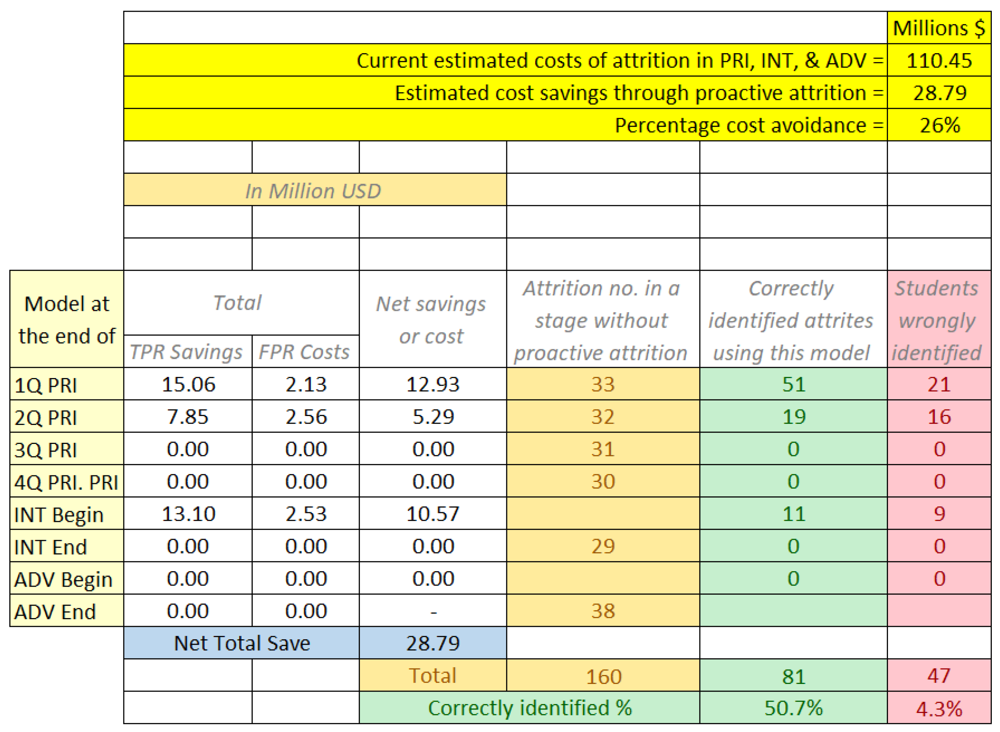 Millions $
Current estimated costs of attrition in PRI, INT, & ADV = 110.45
Estimated cost savings through proactive attrition = 28.79
Percentage cost avoidance = 26%
In Million USD
Model at
the end of
Total
TPR Savings FPR Costs
Net savings
or cost
Attrition no. in a
stage without
proactive attrition
Correctly
identified attrites
using this model
Students
wrongly
identified
1Q PRI 15.06 2.13 12.93 33 51 21
2Q PRI 7.85 2.56 5.29 32 19 16
3Q PRI 0.00 0.00 0.00 31 0 0
4Q PRI. PRI 0.00 0.00 0.00 30 0 0
INT Begin 13.10 2.53 10.57 11 9
INT End 0.00 0.00 0.00 29 0 0
ADV Begin 0.00 0.00 0.00 0 0
ADV End 0.00 0.00 - 38
Net Total Save 28.79
Total 160 81 47
Correctly identified % 50.7% 4.3%